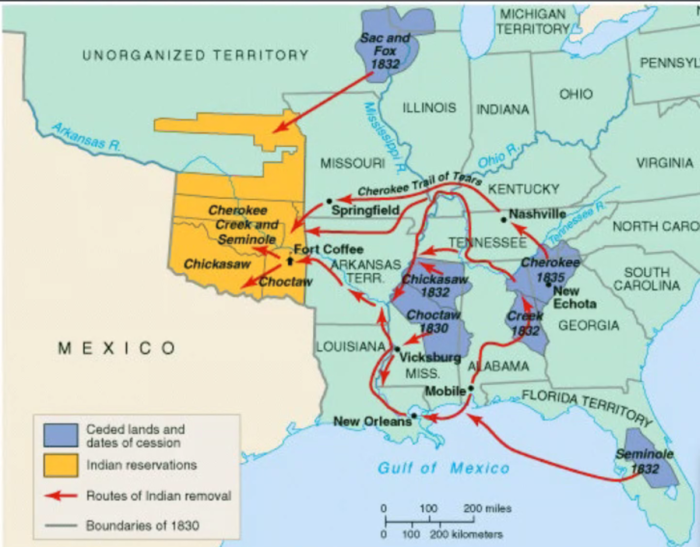 MICHIGAN
TERRITORY
Sac and
Fox
1832
UNORGANIZED TERRITORY
PENNSYL
OHIO
ILLINOIS
INDIANA
Mississippi R.
Arkansas R.
Ohio R.
MISSOURI
VIRGINIA
Cherokee Trail of Tears
KENTUCKY
Springfield
Nashville
Tennessee R.
NORTH CARO
Cherokee
Creek and
Seminole
TENNESSEE
Fort Coffee
Chickasaw
Choctaw
ARKANSAS
TERR.
Cherokee
1835
SOUTH
CAROLINA
Chickasaw
1832
New
Echota
Choctaw
1830
Creek
1832
GEORGIA
MEXICO
LOUISIANA
Vicksburg
MISS.
ALABAMA
Mobile
FLORIDA TERRITORY
New Orleans
Seminole
1832
Gulf of Mexico
Ceded lands and
dates of cession
Indian reservations
Routes of Indian removal
Boundaries of 1830
0 100 200 miles
0 100 200 kilometers